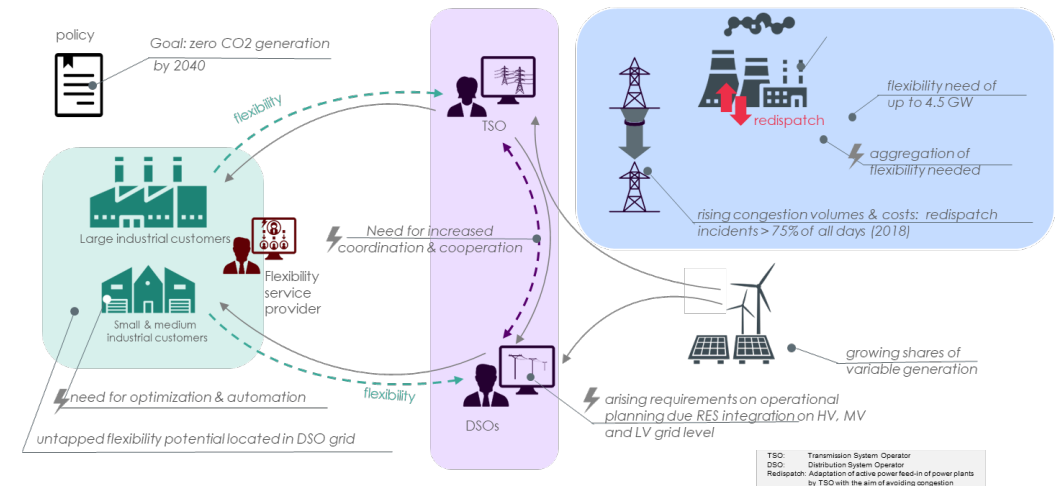 policy
Goal: zero CO2 generation
by 2040
flexibility
TSO
redispatch
flexibility need of
up to 4.5 GW
aggregation of
flexibility needed
rising congestion volumes & costs: redispatch
incidents > 75% of all days (2018)
Large industrial customers
Need for increased
coordination & cooperation
Flexibility
service
provider
Small & medium
industrial customers
growing shares of
variable generation
need for optimization & automation
flexibility
DSOs
arising requirements on operational
planning due RES integration on HV, MV
and LV grid level
untapped flexibility potential located in DSO grid
TSO: Transmission System Operator
DSO: Distribution System Operator
Redispatch: Adaptation of active power feed-in of power plants
by TSO with the aim of avoiding congestion